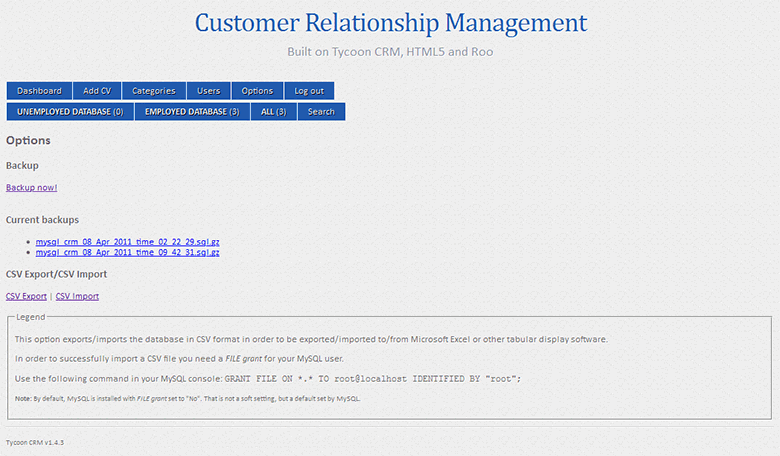 Customer Relationship Management
Built on Tycoon CRM, HTML5 and Roo
Dashboard Add CV Categories Users Options Log out
UNEMPLOYED DATABASE (0) EMPLOYED DATABASE (3) ALL (3) Search
Options
Backup
Backup now!
Current backups
mysql_crm_08_Apr_2011_time_02_22_29.sql.gz
mysql_crm_08_Apr_2011_time_09_42_31.sql.gz
CSV Export/CSV Import
CSV Export | CSV Import
Legend
This option exports/imports the database in CSV format in order to be exported/imported to/from Microsoft Excel or other tabular display software.
In order to successfully import a CSV file you need a FILE grant for your MySQL user.
Use the following command in your MySQL console: GRANT FILE ON *.* TO root@localhost IDENTIFIED BY "root";
Note: By default, MySQL is installed with FILE grant set to "No". That is not a soft setting, but a default set by MySQL.
Tycoon CRM v1.4.3